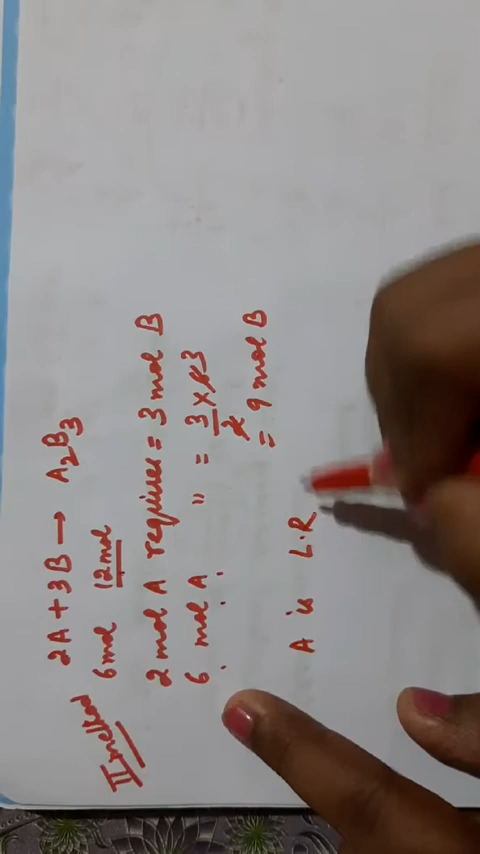 II method
2A + 3B → A₂B₃
6 mol 12 mol
2 mol A requires = 3 mol B
6 mol A. " = 3/2 × 6 3
= 9 mol B
A is L.R